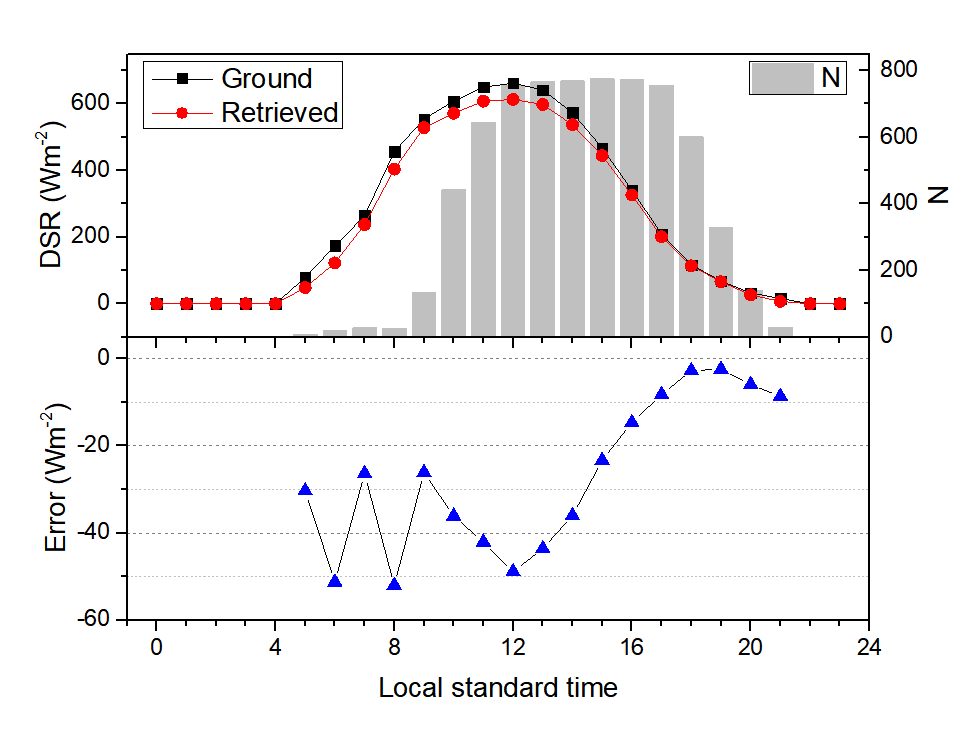 Ground
Retrieved
N
600
400
200
0
DSR (Wm-2)
800
600
400
200
0
N
0
-20
-40
-60
Error (Wm-2)
0 4 8 12 16 20 24
Local standard time